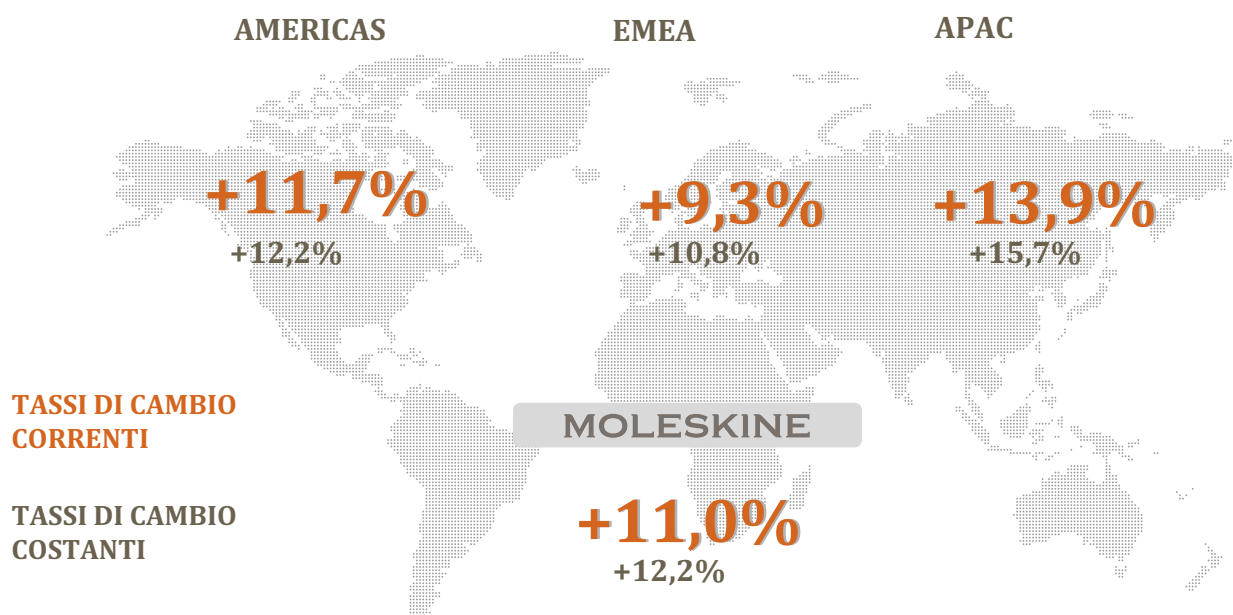 AMERICAS
EMEA
APAC
+11,7%
+9,3%
+13,9%
+12,2%
+10,8%
+15,7%
TASSI DI CAMBIO
CORRENTI
MOLESKINE
TASSI DI CAMBIO
COSTANTI
+11,0%
+12,2%